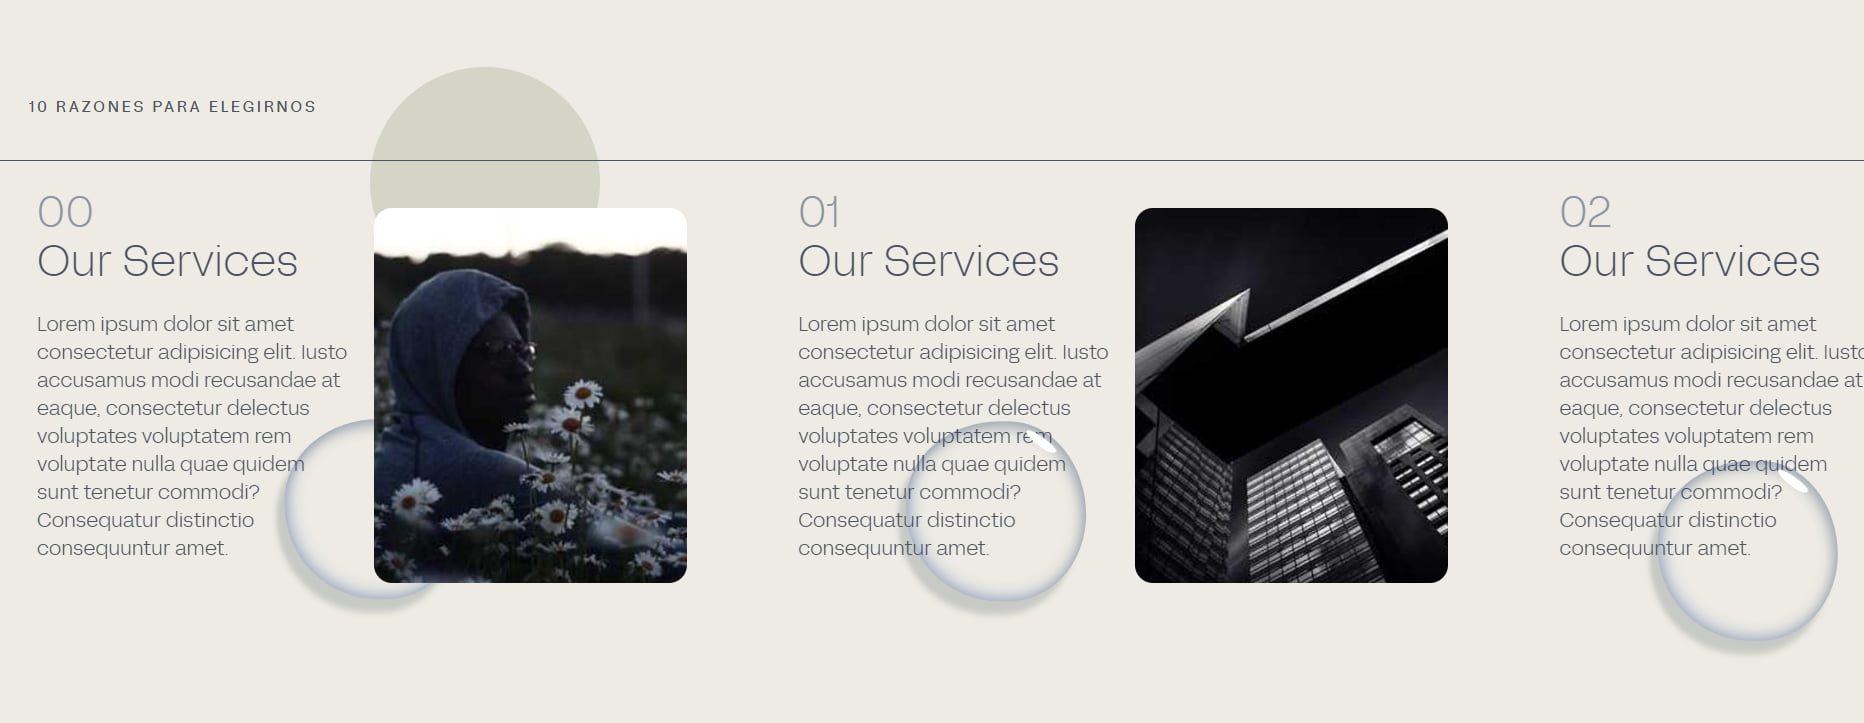 10 RAZONES PARA ELEGIRNOS
00
Our Services
Lorem ipsum dolor sit amet
consectetur adipisicing elit. Iusto
accusamus modi recusandae at
eaque, consectetur delectus
voluptates voluptatem rem
voluptate nulla quae quidem
sunt tenetur commodi?
Consequatur distinctio
consequuntur amet.
01
Our Services
Lorem ipsum dolor sit amet
consectetur adipisicing elit. Iusto
accusamus modi recusandae at
eaque, consectetur delectus
voluptates voluptatem rem
voluptate nulla quae quidem
sunt tenetur commodi?
Consequatur distinctio
consequuntur amet.
02
Our Services
Lorem ipsum dolor sit amet
consectetur adipisicing elit. Iusto
accusamus modi recusandae at
eaque, consectetur delectus
voluptates voluptatem rem
voluptate nulla quae quidem
sunt tenetur commodi?
Consequatur distinctio
consequuntur amet.